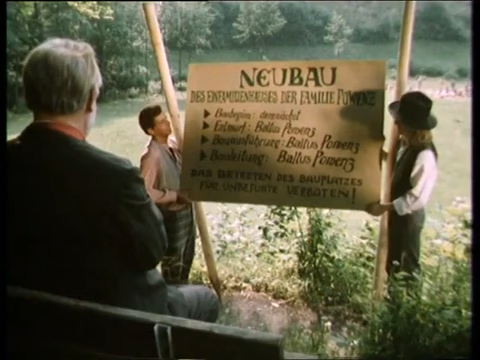 NEUBAU
DES EINFAMILIENHAUSES DER FAMILIE POWENZ
Baubeginn: demnächst
Entwurf: Baltus Powenz
Bauausführung: Baltus Powenz
Bauleitung: Baltus Powenz
DAS BETRETEN DES BAUPLATZES
FÜR UNBEFUGTE VERBOTEN!